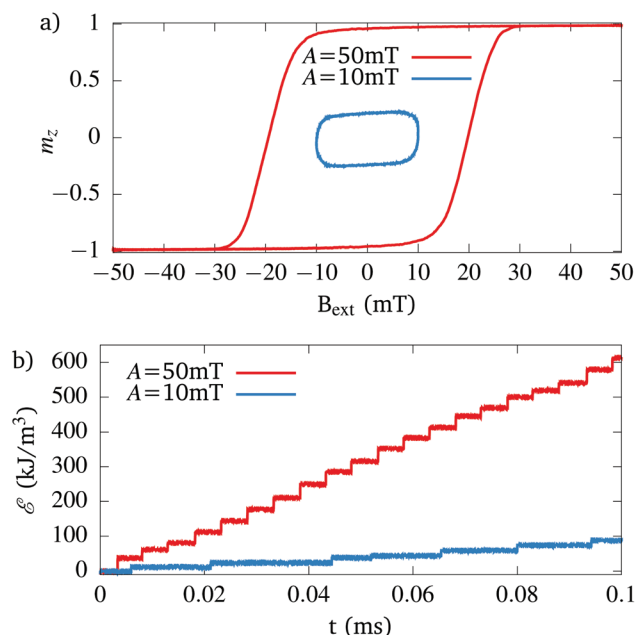 a)
1
0.5
0
−0.5
−1
m_z
A=50mT
A=10mT
−50 −40 −30 −20 −10 0 10 20 30 40 50
B_ext (mT)
b)
600
500
400
300
200
100
0
ℰ (kJ/m³)
A=50mT
A=10mT
0 0.02 0.04 0.06 0.08 0.1
t (ms)